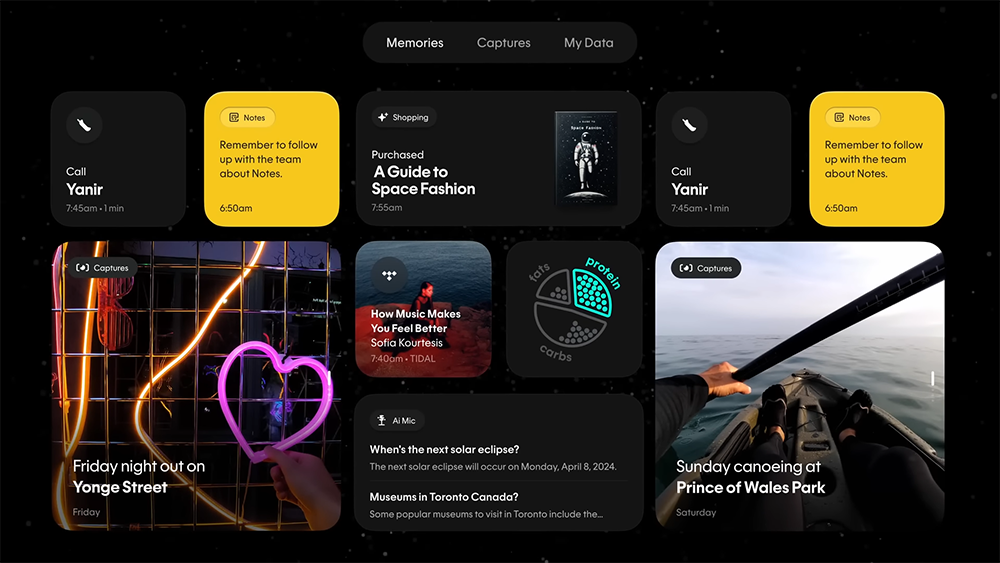 Memories
Captures
My Data
Call
Yanir
7:45am • 1 min
Notes
Remember to follow
up with the team
about Notes.
6:50am
Shopping
Purchased
A Guide to
Space Fashion
7:55am
A GUIDE TO
Space Fashion
Call
Yanir
7:45am • 1 min
Notes
Remember to follow
up with the team
about Notes.
6:50am
Captures
Friday night out on
Yonge Street
Friday
How Music Makes
You Feel Better
Sofia Kourtesis
7:40am • TIDAL
fats
protein
carbs
Ai Mic
When's the next solar eclipse?
The next solar eclipse will occur on Monday, April 8, 2024.
Museums in Toronto Canada?
Some popular museums to visit in Toronto include the...
Captures
Sunday canoeing at
Prince of Wales Park
Saturday